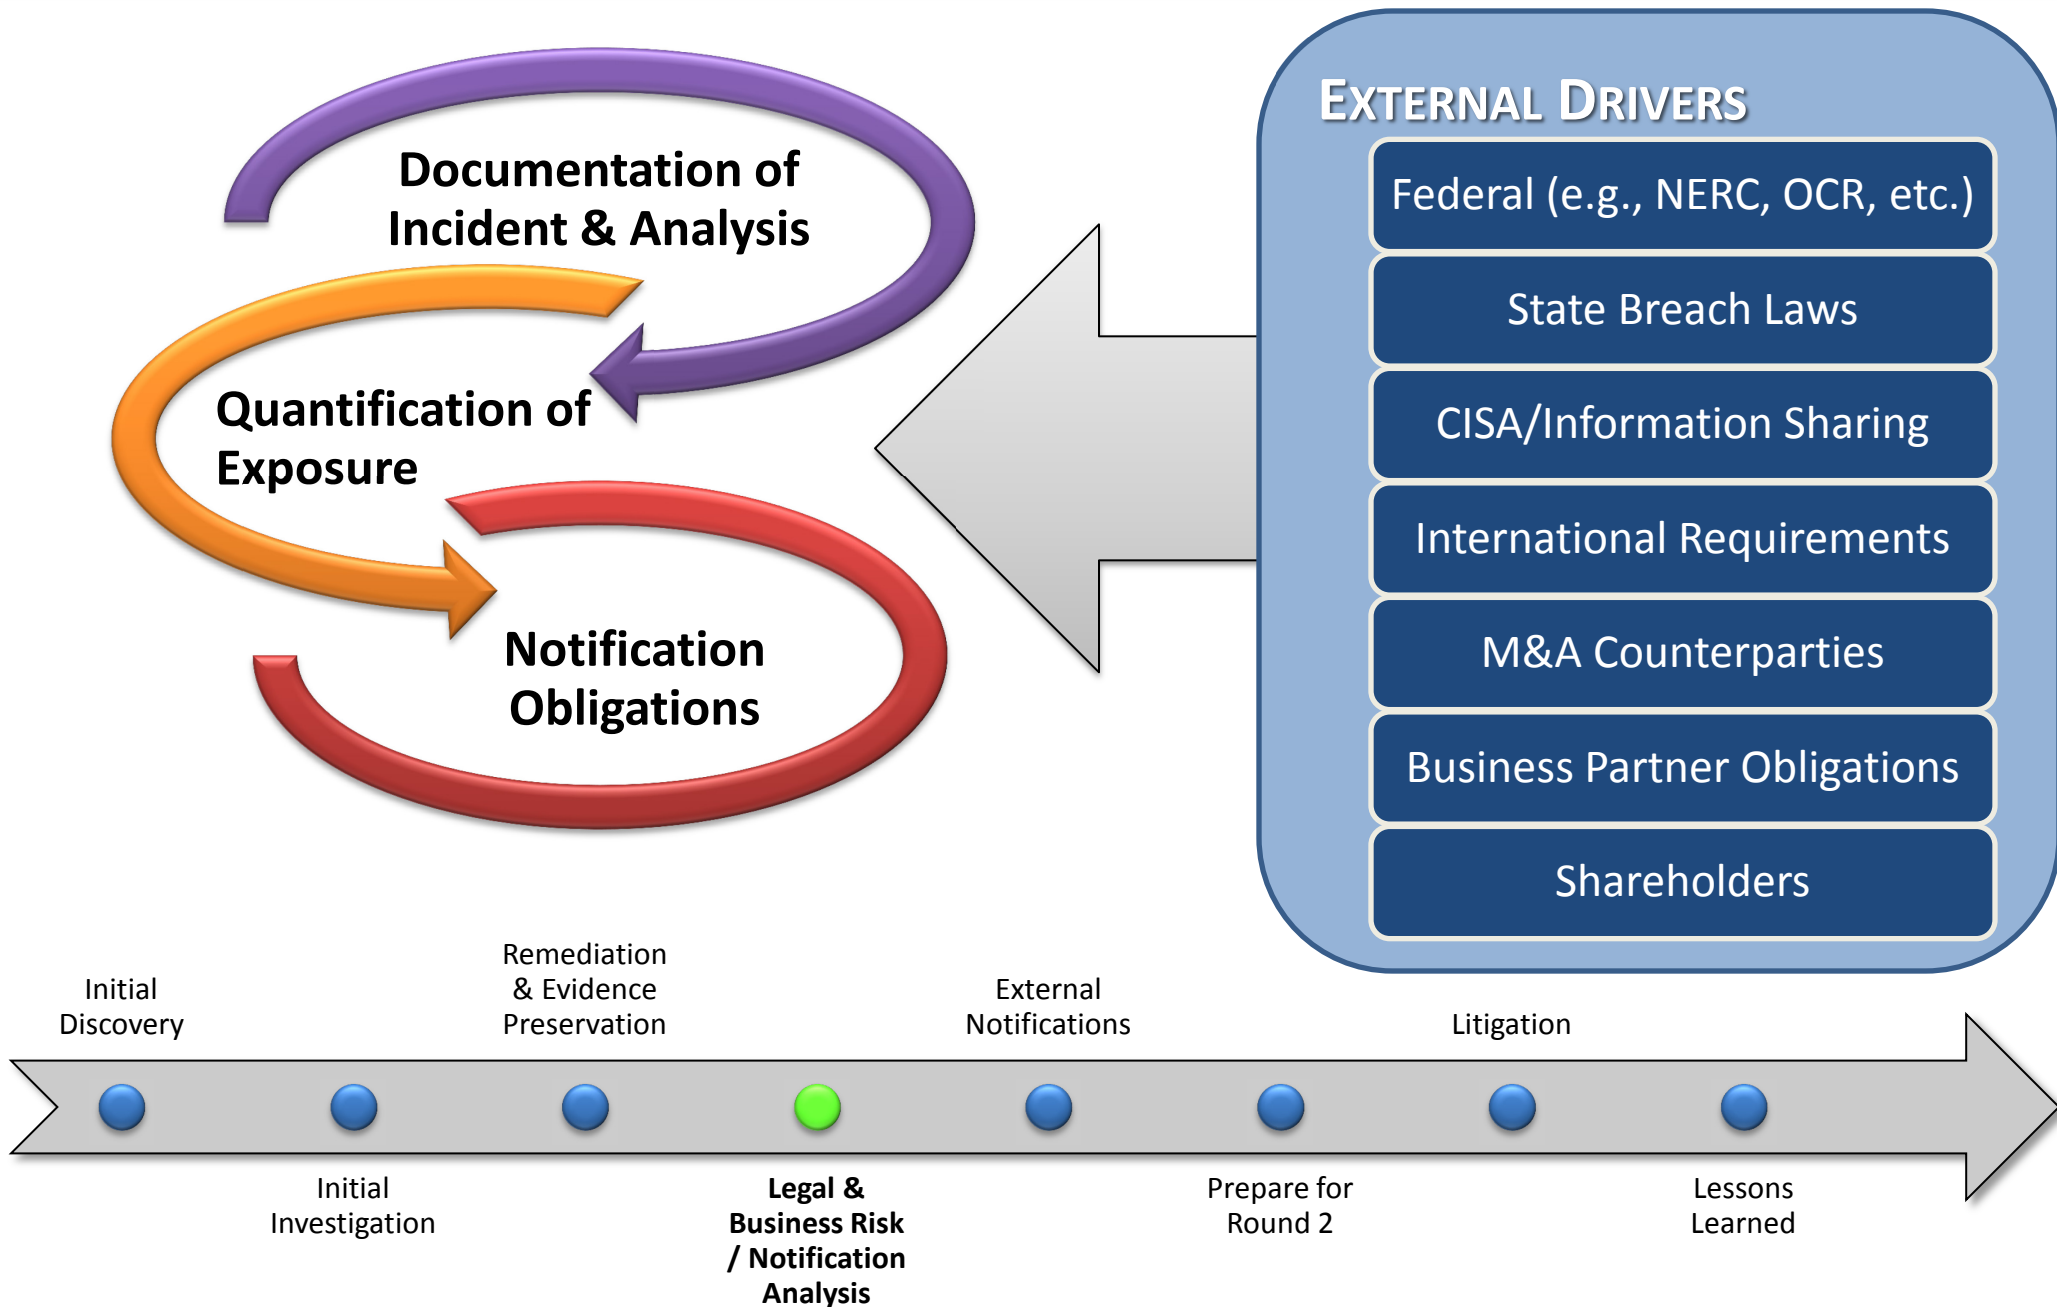 Documentation of
Incident & Analysis
Quantification of
Exposure
Notification
Obligations
EXTERNAL DRIVERS
Federal (e.g., NERC, OCR, etc.)
State Breach Laws
CISA/Information Sharing
International Requirements
M&A Counterparties
Business Partner Obligations
Shareholders
Initial
Discovery
Initial
Investigation
Remediation
& Evidence
Preservation
Legal &
Business Risk
/ Notification
Analysis
External
Notifications
Prepare for
Round 2
Litigation
Lessons
Learned